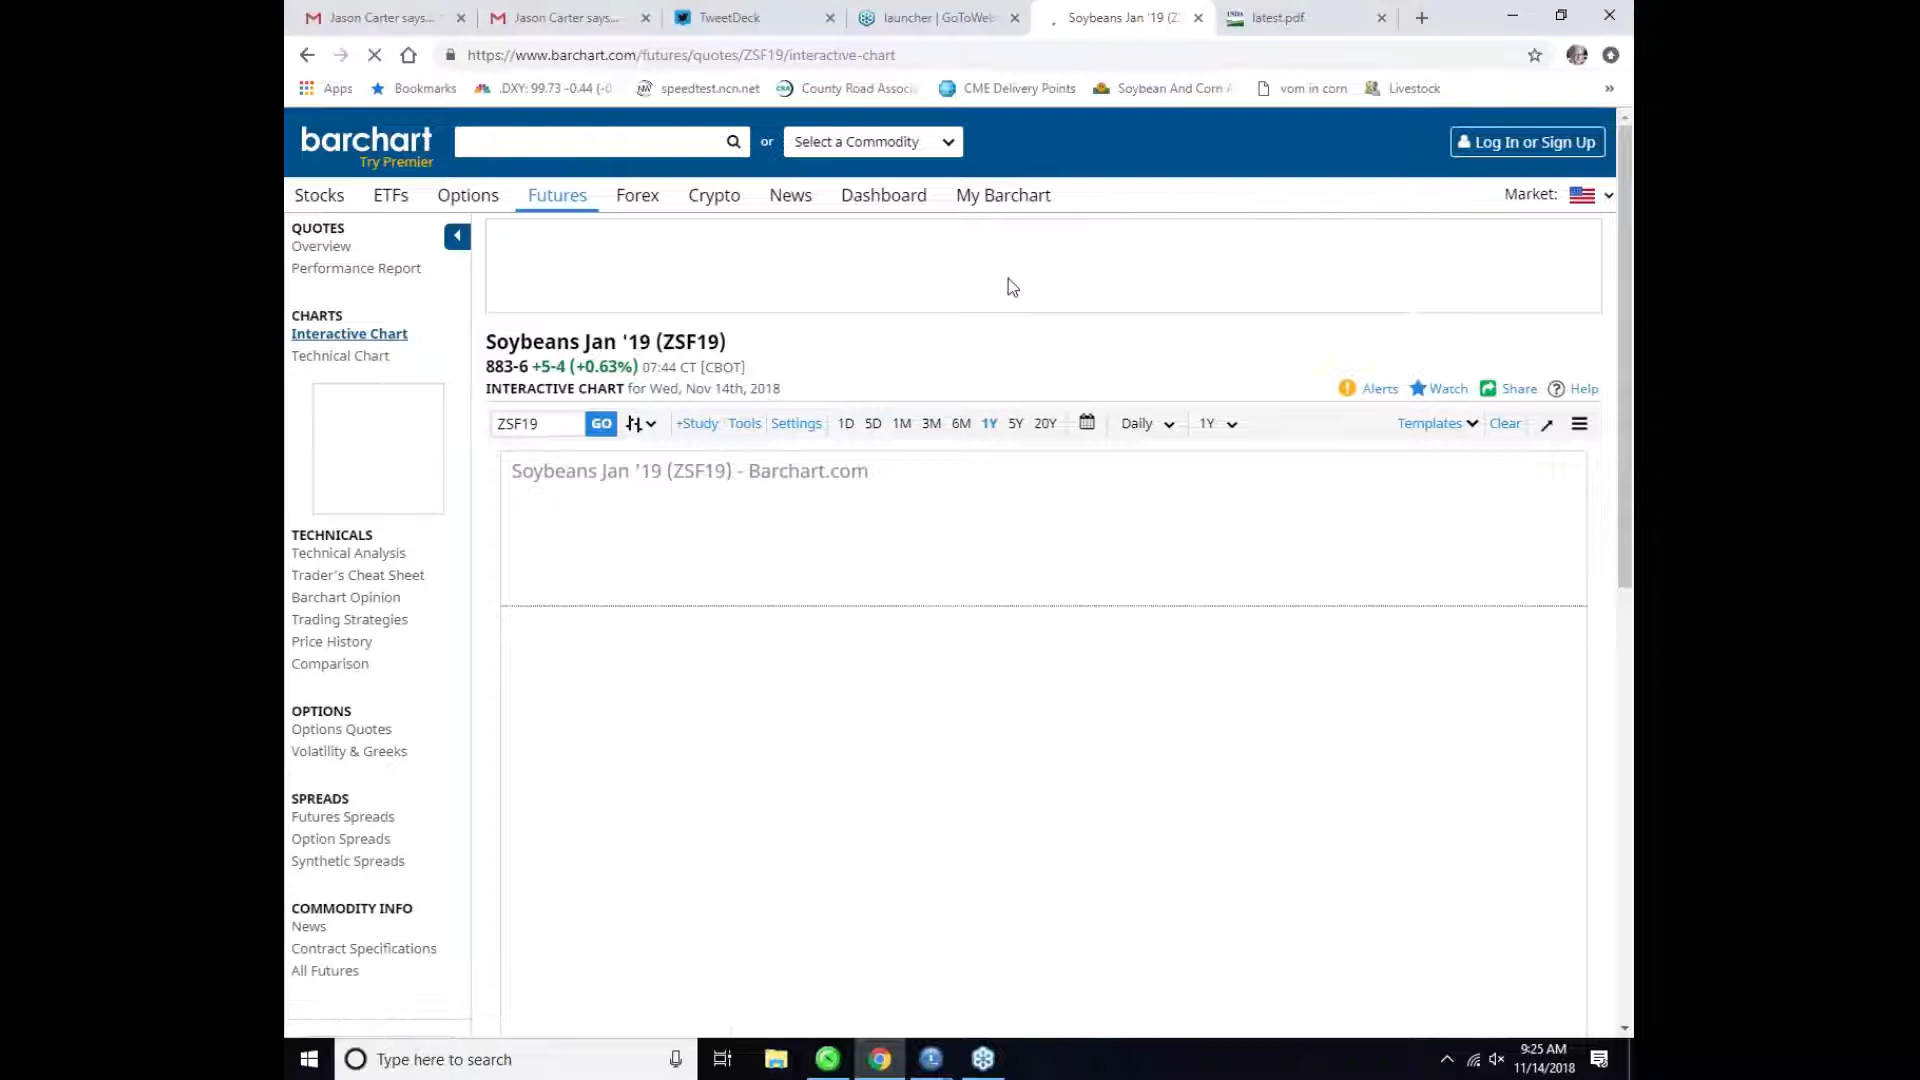 Jason Carter says...
Jason Carter says...
TweetDeck
launcher | GoToWeb
Soybeans Jan '19 (Z
latest.pdf
https://www.barchart.com/futures/quotes/ZSF19/interactive-chart
Apps
Bookmarks
.DXY: 99.73 -0.44 (-0
speedtest.ncn.net
County Road Associ
CME Delivery Points
Soybean And Corn A
vom in corn
Livestock
»
barchart
Try Premier
or
Select a Commodity
Log In or Sign Up
Stocks
ETFs
Options
Futures
Forex
Crypto
News
Dashboard
My Barchart
Market:
QUOTES
Overview
Performance Report
CHARTS
Interactive Chart
Technical Chart
TECHNICALS
Technical Analysis
Trader's Cheat Sheet
Barchart Opinion
Trading Strategies
Price History
Comparison
OPTIONS
Options Quotes
Volatility & Greeks
SPREADS
Futures Spreads
Option Spreads
Synthetic Spreads
COMMODITY INFO
News
Contract Specifications
All Futures
Soybeans Jan '19 (ZSF19)
883-6 +5-4 (+0.63%) 07:44 CT [CBOT]
INTERACTIVE CHART for Wed, Nov 14th, 2018
Alerts
Watch
Share
Help
ZSF19
GO
+Study
Tools
Settings
1D
5D
1M
3M
6M
1Y
5Y
20Y
Daily
1Y
Templates
Clear
Soybeans Jan '19 (ZSF19) - Barchart.com
Type here to search
9:25 AM
11/14/2018